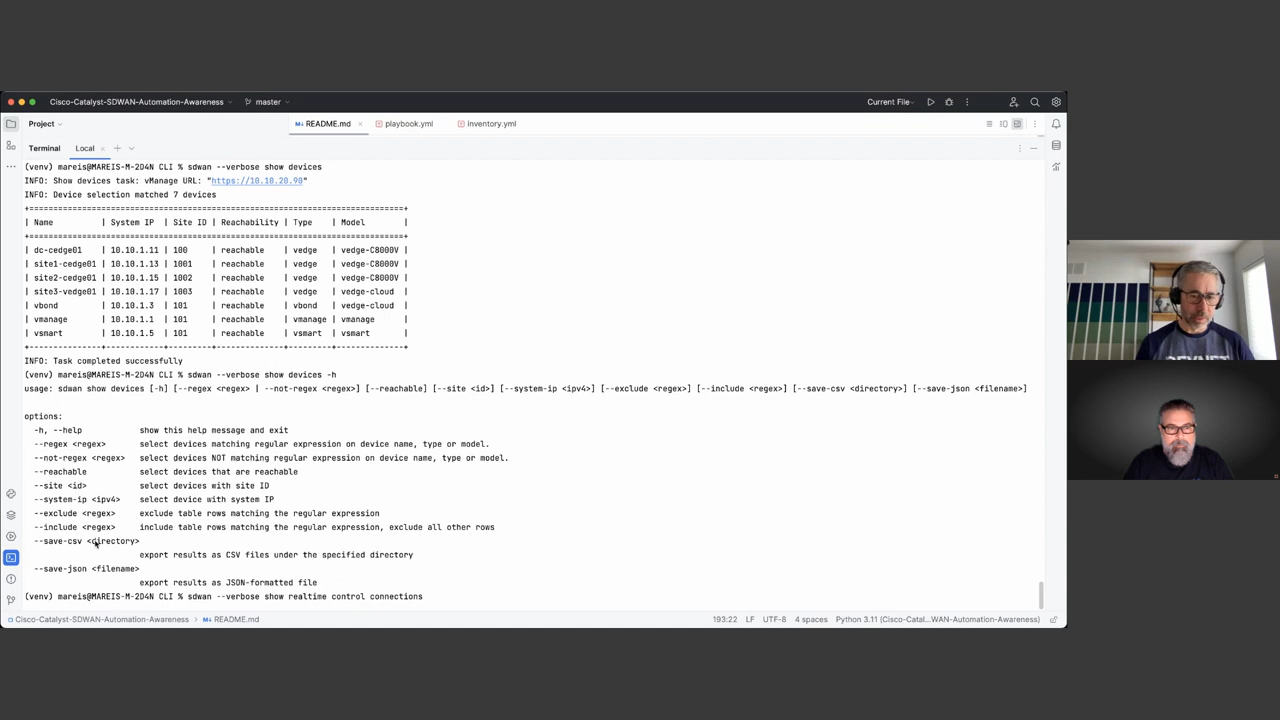 Cisco-Catalyst-SDWAN-Automation-Awareness master Current File
Project README.md playbook.yml inventory.yml
Terminal Local
(venv) mareis@MAREIS-M-2D4N CLI % sdwan --verbose show devices
INFO: Show devices task: vManage URL: "https://10.10.20.90"
INFO: Device selection matched 7 devices
+================================================================================+
| Name | System IP | Site ID | Reachability | Type | Model |
+================================================================================+
| dc-cedge01 | 10.10.1.11 | 100 | reachable | vedge | vedge-C8000V |
| site1-cedge01 | 10.10.1.13 | 1001 | reachable | vedge | vedge-C8000V |
| site2-cedge01 | 10.10.1.15 | 1002 | reachable | vedge | vedge-C8000V |
| site3-vedge01 | 10.10.1.17 | 1003 | reachable | vedge | vedge-cloud |
| vbond | 10.10.1.3 | 101 | reachable | vbond | vedge-cloud |
| vmanage | 10.10.1.1 | 101 | reachable | vmanage | vmanage |
| vsmart | 10.10.1.5 | 101 | reachable | vsmart | vsmart |
+---------------+------------+---------+--------------+---------+--------------+
INFO: Task completed successfully
(venv) mareis@MAREIS-M-2D4N CLI % sdwan --verbose show devices -h
usage: sdwan show devices [-h] [--regex <regex> | --not-regex <regex>] [--reachable] [--site <id>] [--system-ip <ipv4>] [--exclude <regex>] [--include <regex>] [--save-csv <directory>] [--save-json <filename>]
options:
-h, --help show this help message and exit
--regex <regex> select devices matching regular expression on device name, type or model.
--not-regex <regex> select devices NOT matching regular expression on device name, type or model.
--reachable select devices that are reachable
--site <id> select devices with site ID
--system-ip <ipv4> select device with system IP
--exclude <regex> exclude table rows matching the regular expression
--include <regex> include table rows matching the regular expression, exclude all other rows
--save-csv <directory>
export results as CSV files under the specified directory
--save-json <filename>
export results as JSON-formatted file
(venv) mareis@MAREIS-M-2D4N CLI % sdwan --verbose show realtime control connections
Cisco-Catalyst-SDWAN-Automation-Awareness > README.md 193:22 LF UTF-8 4 spaces Python 3.11 (Cisco-Catal...WAN-Automation-Awareness)